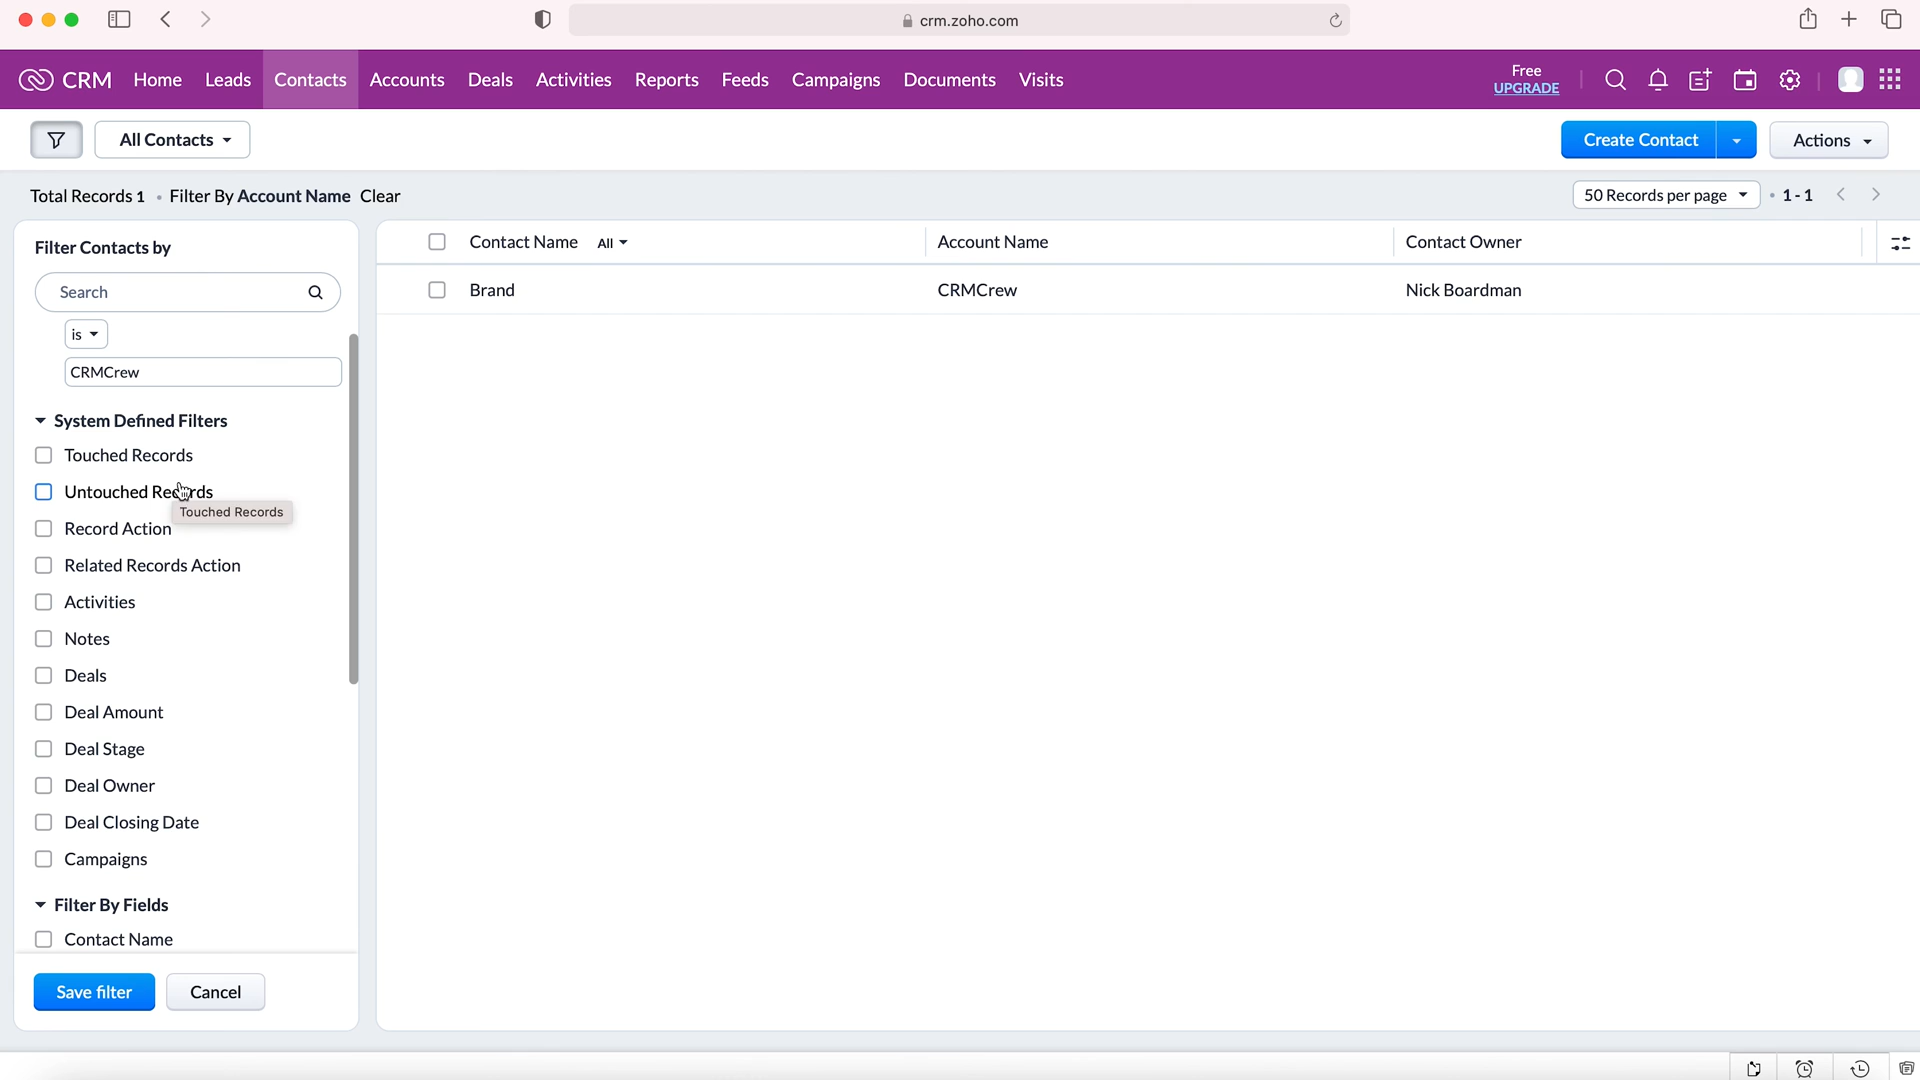 crm.zoho.com
CRM Home Leads Contacts Accounts Deals Activities Reports Feeds Campaigns Documents Visits
Free
UPGRADE
All Contacts
Create Contact
Actions
Total Records 1 • Filter By Account Name Clear
50 Records per page • 1 - 1
Filter Contacts by
Search
is
CRMCrew
System Defined Filters
Touched Records
Untouched Records
Touched Records
Record Action
Related Records Action
Activities
Notes
Deals
Deal Amount
Deal Stage
Deal Owner
Deal Closing Date
Campaigns
Filter By Fields
Contact Name
Save filter Cancel
Contact Name All Account Name Contact Owner
Brand CRMCrew Nick Boardman